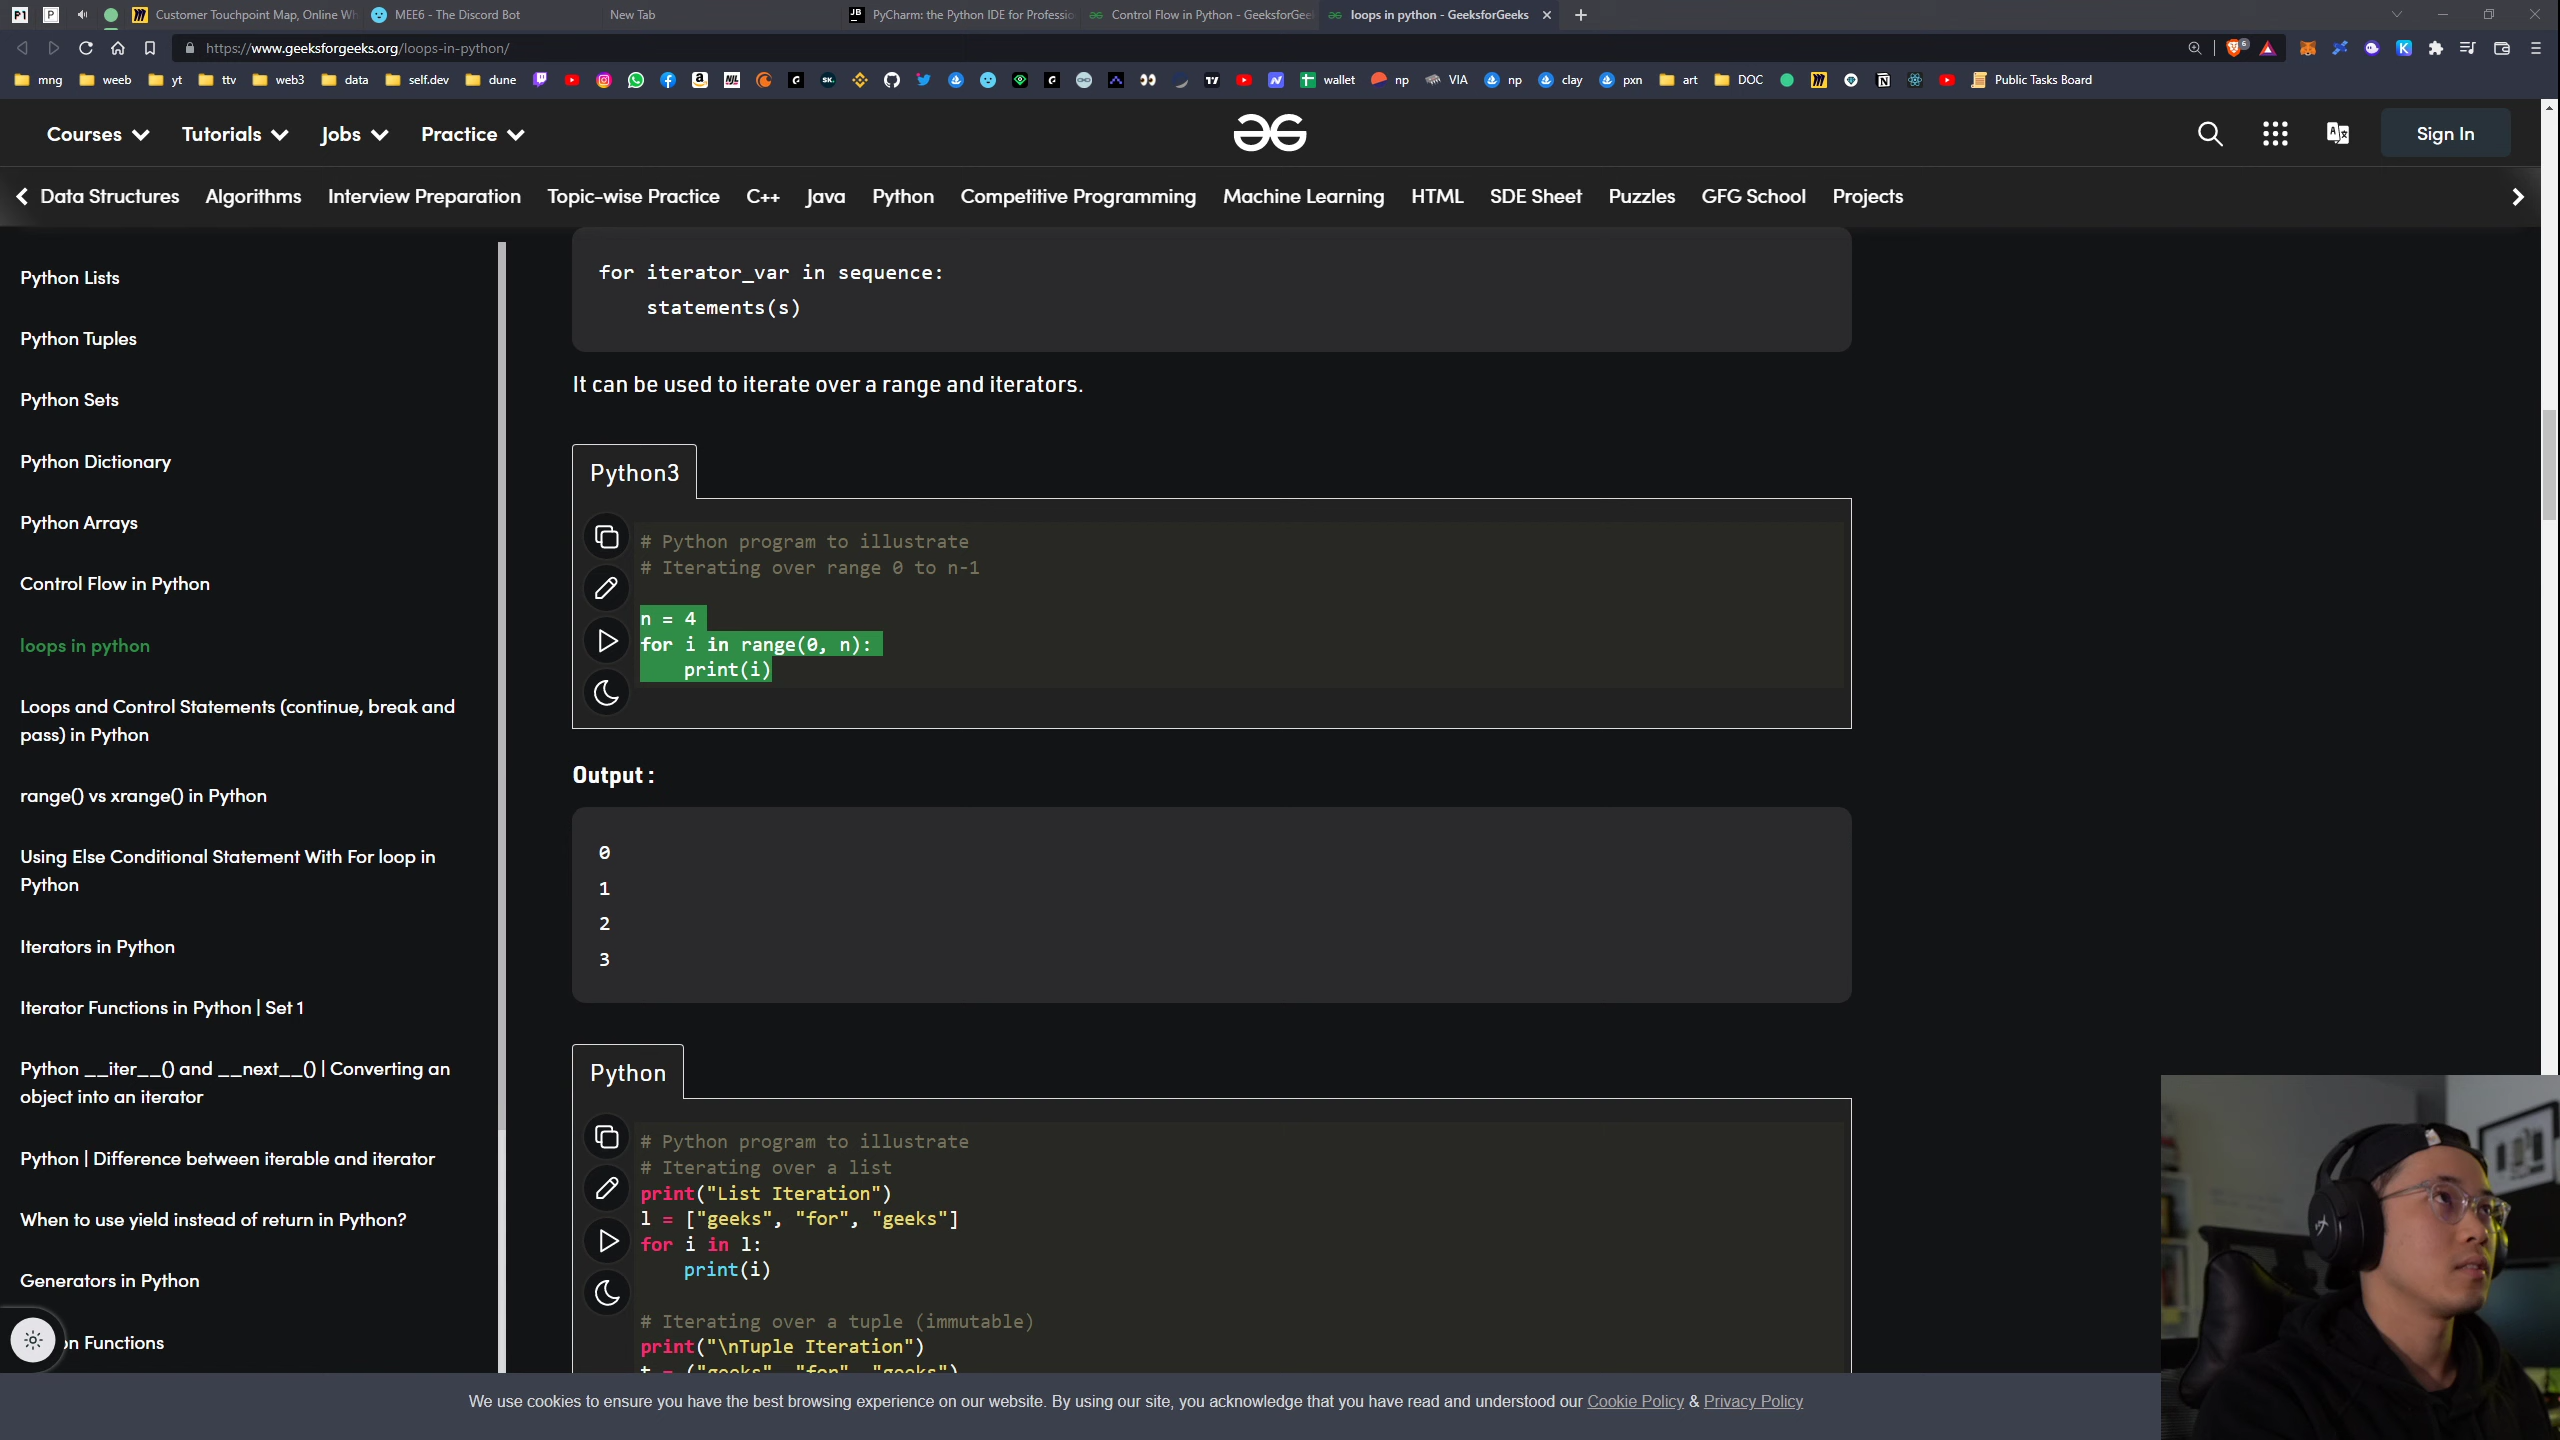 Customer Touchpoint Map, Online Wh
MEE6 - The Discord Bot
New Tab
PyCharm: the Python IDE for Professio
Control Flow in Python - GeeksforGee
loops in python - GeeksforGeeks
https://www.geeksforgeeks.org/loops-in-python/
mng
weeb
yt
ttv
web3
data
self.dev
dune
wallet
np
VIA
np
clay
pxn
art
DOC
Public Tasks Board
Courses
Tutorials
Jobs
Practice
Sign In
Data Structures
Algorithms
Interview Preparation
Topic-wise Practice
C++
Java
Python
Competitive Programming
Machine Learning
HTML
SDE Sheet
Puzzles
GFG School
Projects
Python Lists
Python Tuples
Python Sets
Python Dictionary
Python Arrays
Control Flow in Python
loops in python
Loops and Control Statements (continue, break and
pass) in Python
range() vs xrange() in Python
Using Else Conditional Statement With For loop in
Python
Iterators in Python
Iterator Functions in Python | Set 1
Python __iter__() and __next__() | Converting an
object into an iterator
Python | Difference between iterable and iterator
When to use yield instead of return in Python?
Generators in Python
on Functions
for iterator_var in sequence:
statements(s)
It can be used to iterate over a range and iterators.
Python3
# Python program to illustrate
# Iterating over range 0 to n-1
n = 4
for i in range(0, n):
print(i)
Output :
0
1
2
3
Python
# Python program to illustrate
# Iterating over a list
print("List Iteration")
l = ["geeks", "for", "geeks"]
for i in l:
print(i)
# Iterating over a tuple (immutable)
print("\nTuple Iteration")
t = ("geeks", "for", "geeks")
We use cookies to ensure you have the best browsing experience on our website. By using our site, you acknowledge that you have read and understood our Cookie Policy & Privacy Policy